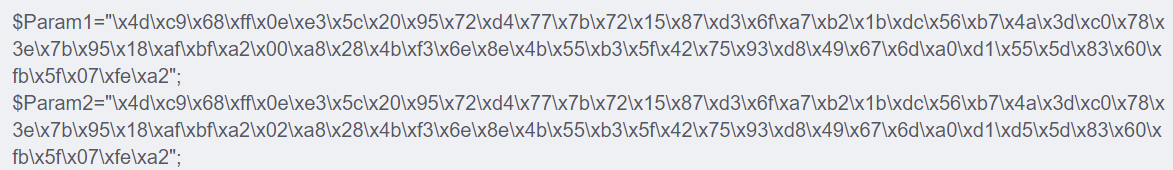 $Param1="\x4d\xc9\x68\xff\x0e\xe3\x5c\x20\x95\x72\xd4\x77\x7b\x72\x15\x87\xd3\x6f\xa7\xb2\x1b\xdc\x56\xb7\x4a\x3d\xc0\x78\x
3e\x7b\x95\x18\xaf\xbf\xa2\x00\xa8\x28\x4b\xf3\x6e\x8e\x4b\x55\xb3\x5f\x42\x75\x93\xd8\x49\x67\x6d\xa0\xd1\x55\x5d\x83\x60\x
fb\x5f\x07\xfe\xa2";
$Param2="\x4d\xc9\x68\xff\x0e\xe3\x5c\x20\x95\x72\xd4\x77\x7b\x72\x15\x87\xd3\x6f\xa7\xb2\x1b\xdc\x56\xb7\x4a\x3d\xc0\x78\x
3e\x7b\x95\x18\xaf\xbf\xa2\x02\xa8\x28\x4b\xf3\x6e\x8e\x4b\x55\xb3\x5f\x42\x75\x93\xd8\x49\x67\x6d\xa0\xd1\xd5\x5d\x83\x60\x
fb\x5f\x07\xfe\xa2";